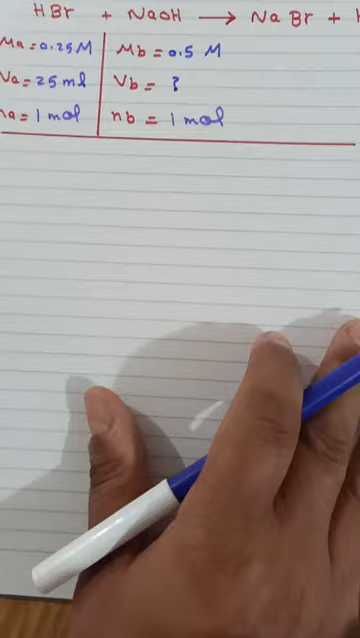 HBr + NaOH → NaBr +
Ma = 0.25 M Mb = 0.5 M
Va = 25 ml Vb = ?
na = 1 mol nb = 1 mol